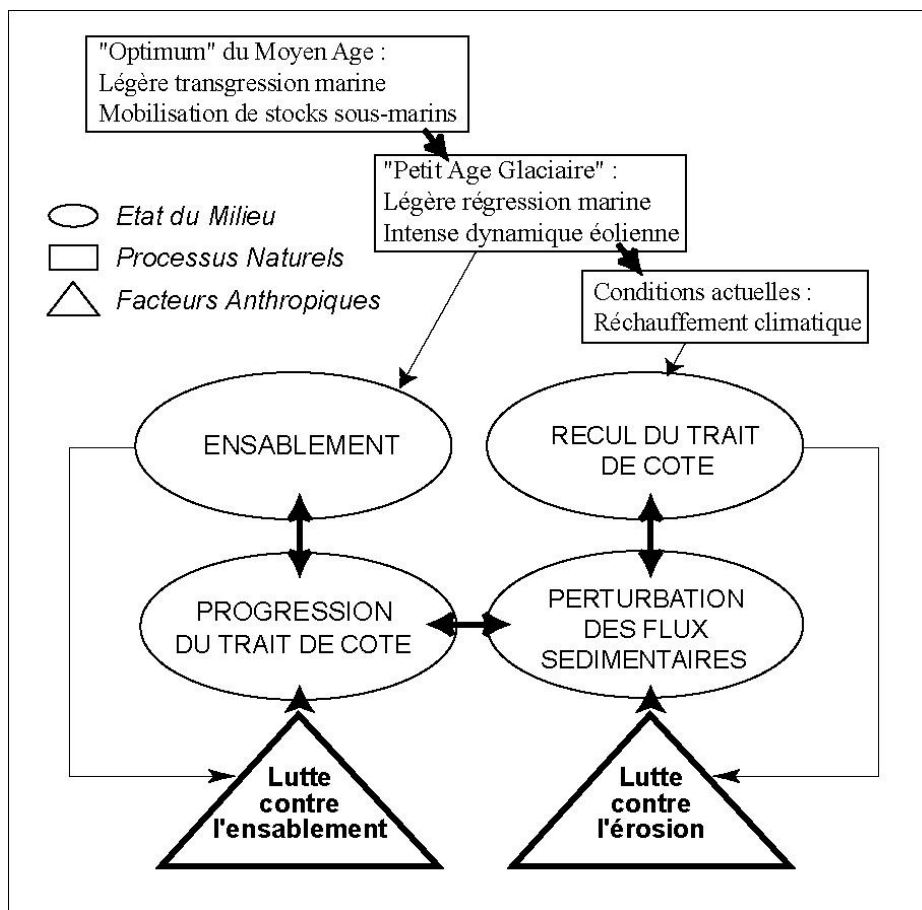 "Optimum" du Moyen Age :
Légère transgression marine
Mobilisation de stocks sous-marins
"Petit Age Glaciaire" :
Légère régression marine
Intense dynamique éolienne
Etat du Milieu
Processus Naturels
Facteurs Anthropiques
Conditions actuelles :
Réchauffement climatique
ENSABLEMENT
RECUL DU TRAIT
DE COTE
PROGRESSION
DU TRAIT DE COTE
PERTURBATION
DES FLUX
SEDIMENTAIRES
Lutte
contre
l'ensablement
Lutte
contre
l'érosion